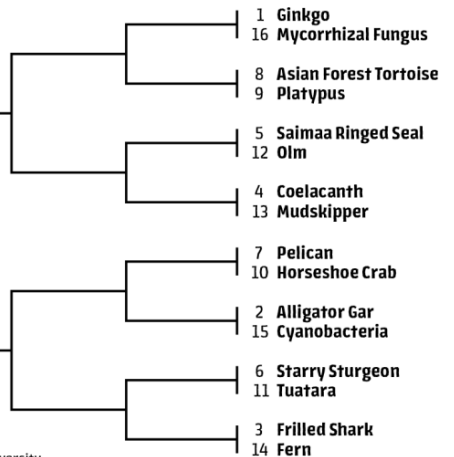 1 Ginkgo
16 Mycorrhizal Fungus
8 Asian Forest Tortoise
9 Platypus
5 Saimaa Ringed Seal
12 Olm
4 Coelacanth
13 Mudskipper
7 Pelican
10 Horseshoe Crab
2 Alligator Gar
15 Cyanobacteria
6 Starry Sturgeon
11 Tuatara
3 Frilled Shark
14 Fern